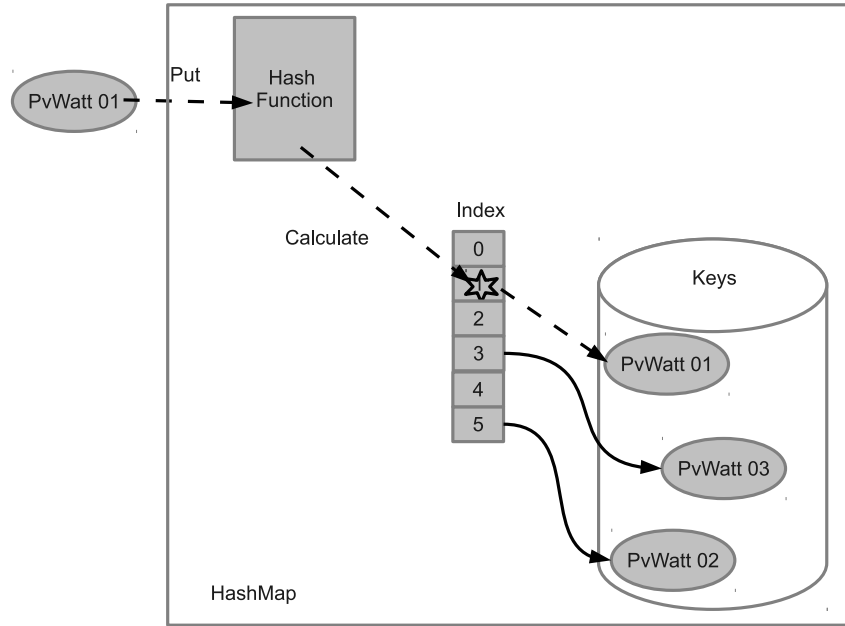 Put
PvWatt 01
Hash
Function
Calculate
Index
0
2
3
4
5
Keys
PvWatt 01
PvWatt 03
PvWatt 02
HashMap